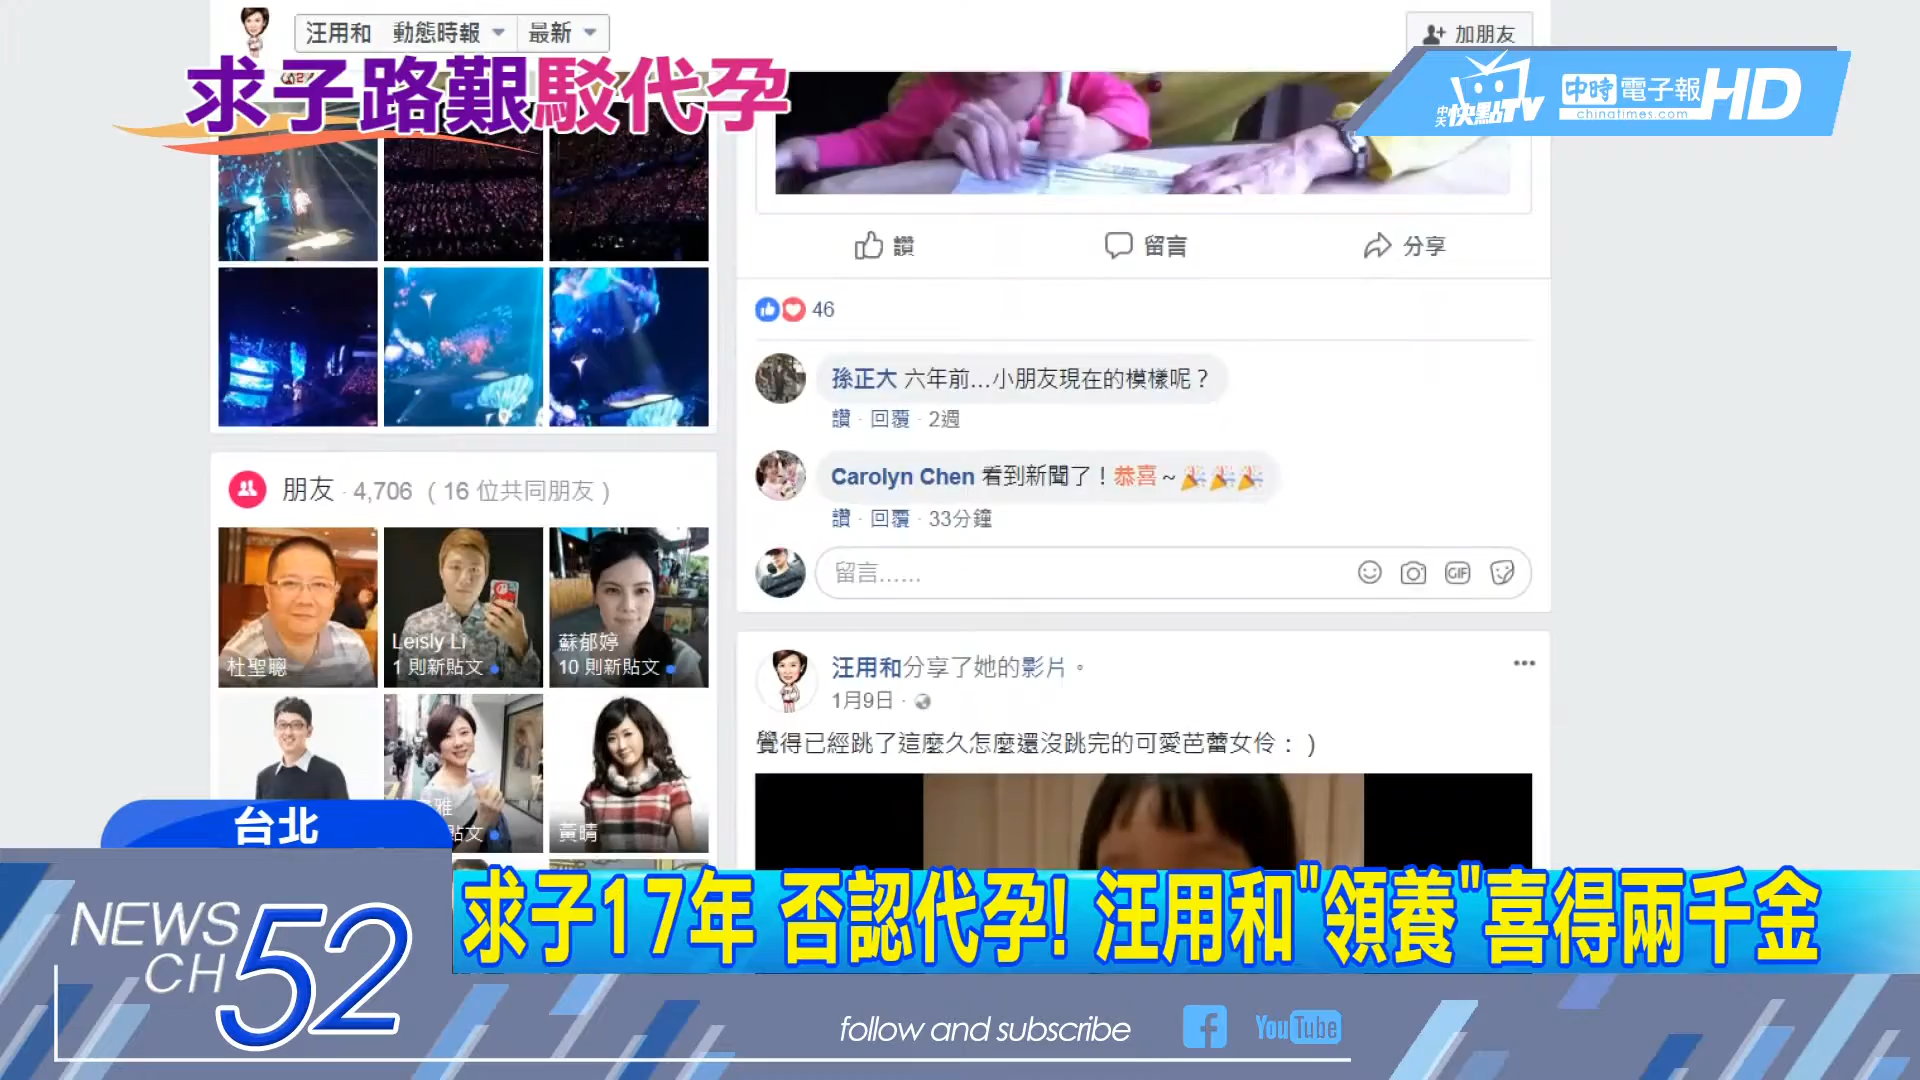 汪用和 動態時報 最新
加朋友
求子路艱駁代孕
中天快點TV 中時電子報 HD
chinatimes.com
讚 留言 分享
46
孫正大 六年前...小朋友現在的模樣呢？
讚 · 回覆 · 2週
Carolyn Chen 看到新聞了！恭喜~
讚 · 回覆 · 33分鐘
留言……
GIF
朋友 · 4,706 （16 位共同朋友）
杜聖聰
Leisly Li
1 則新貼文
蘇郁婷
10 則新貼文
雅
貼文
黃晴
汪用和分享了她的影片。
1月9日 ·
覺得已經跳了這麼久怎麼還沒跳完的可愛芭蕾女伶：)
台北
求子17年 否認代孕! 汪用和"領養"喜得兩千金
NEWS
CH 52
follow and subscribe
YouTube